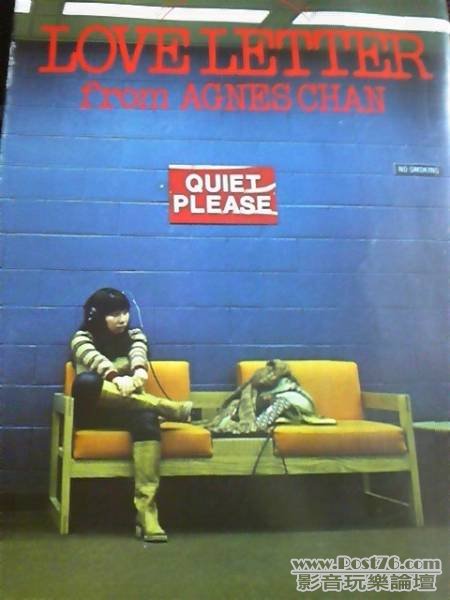 LOVE LETTER
from AGNES CHAN
NO SMOKING
QUIET
PLEASE
www.Post76.com
影音玩樂論壇